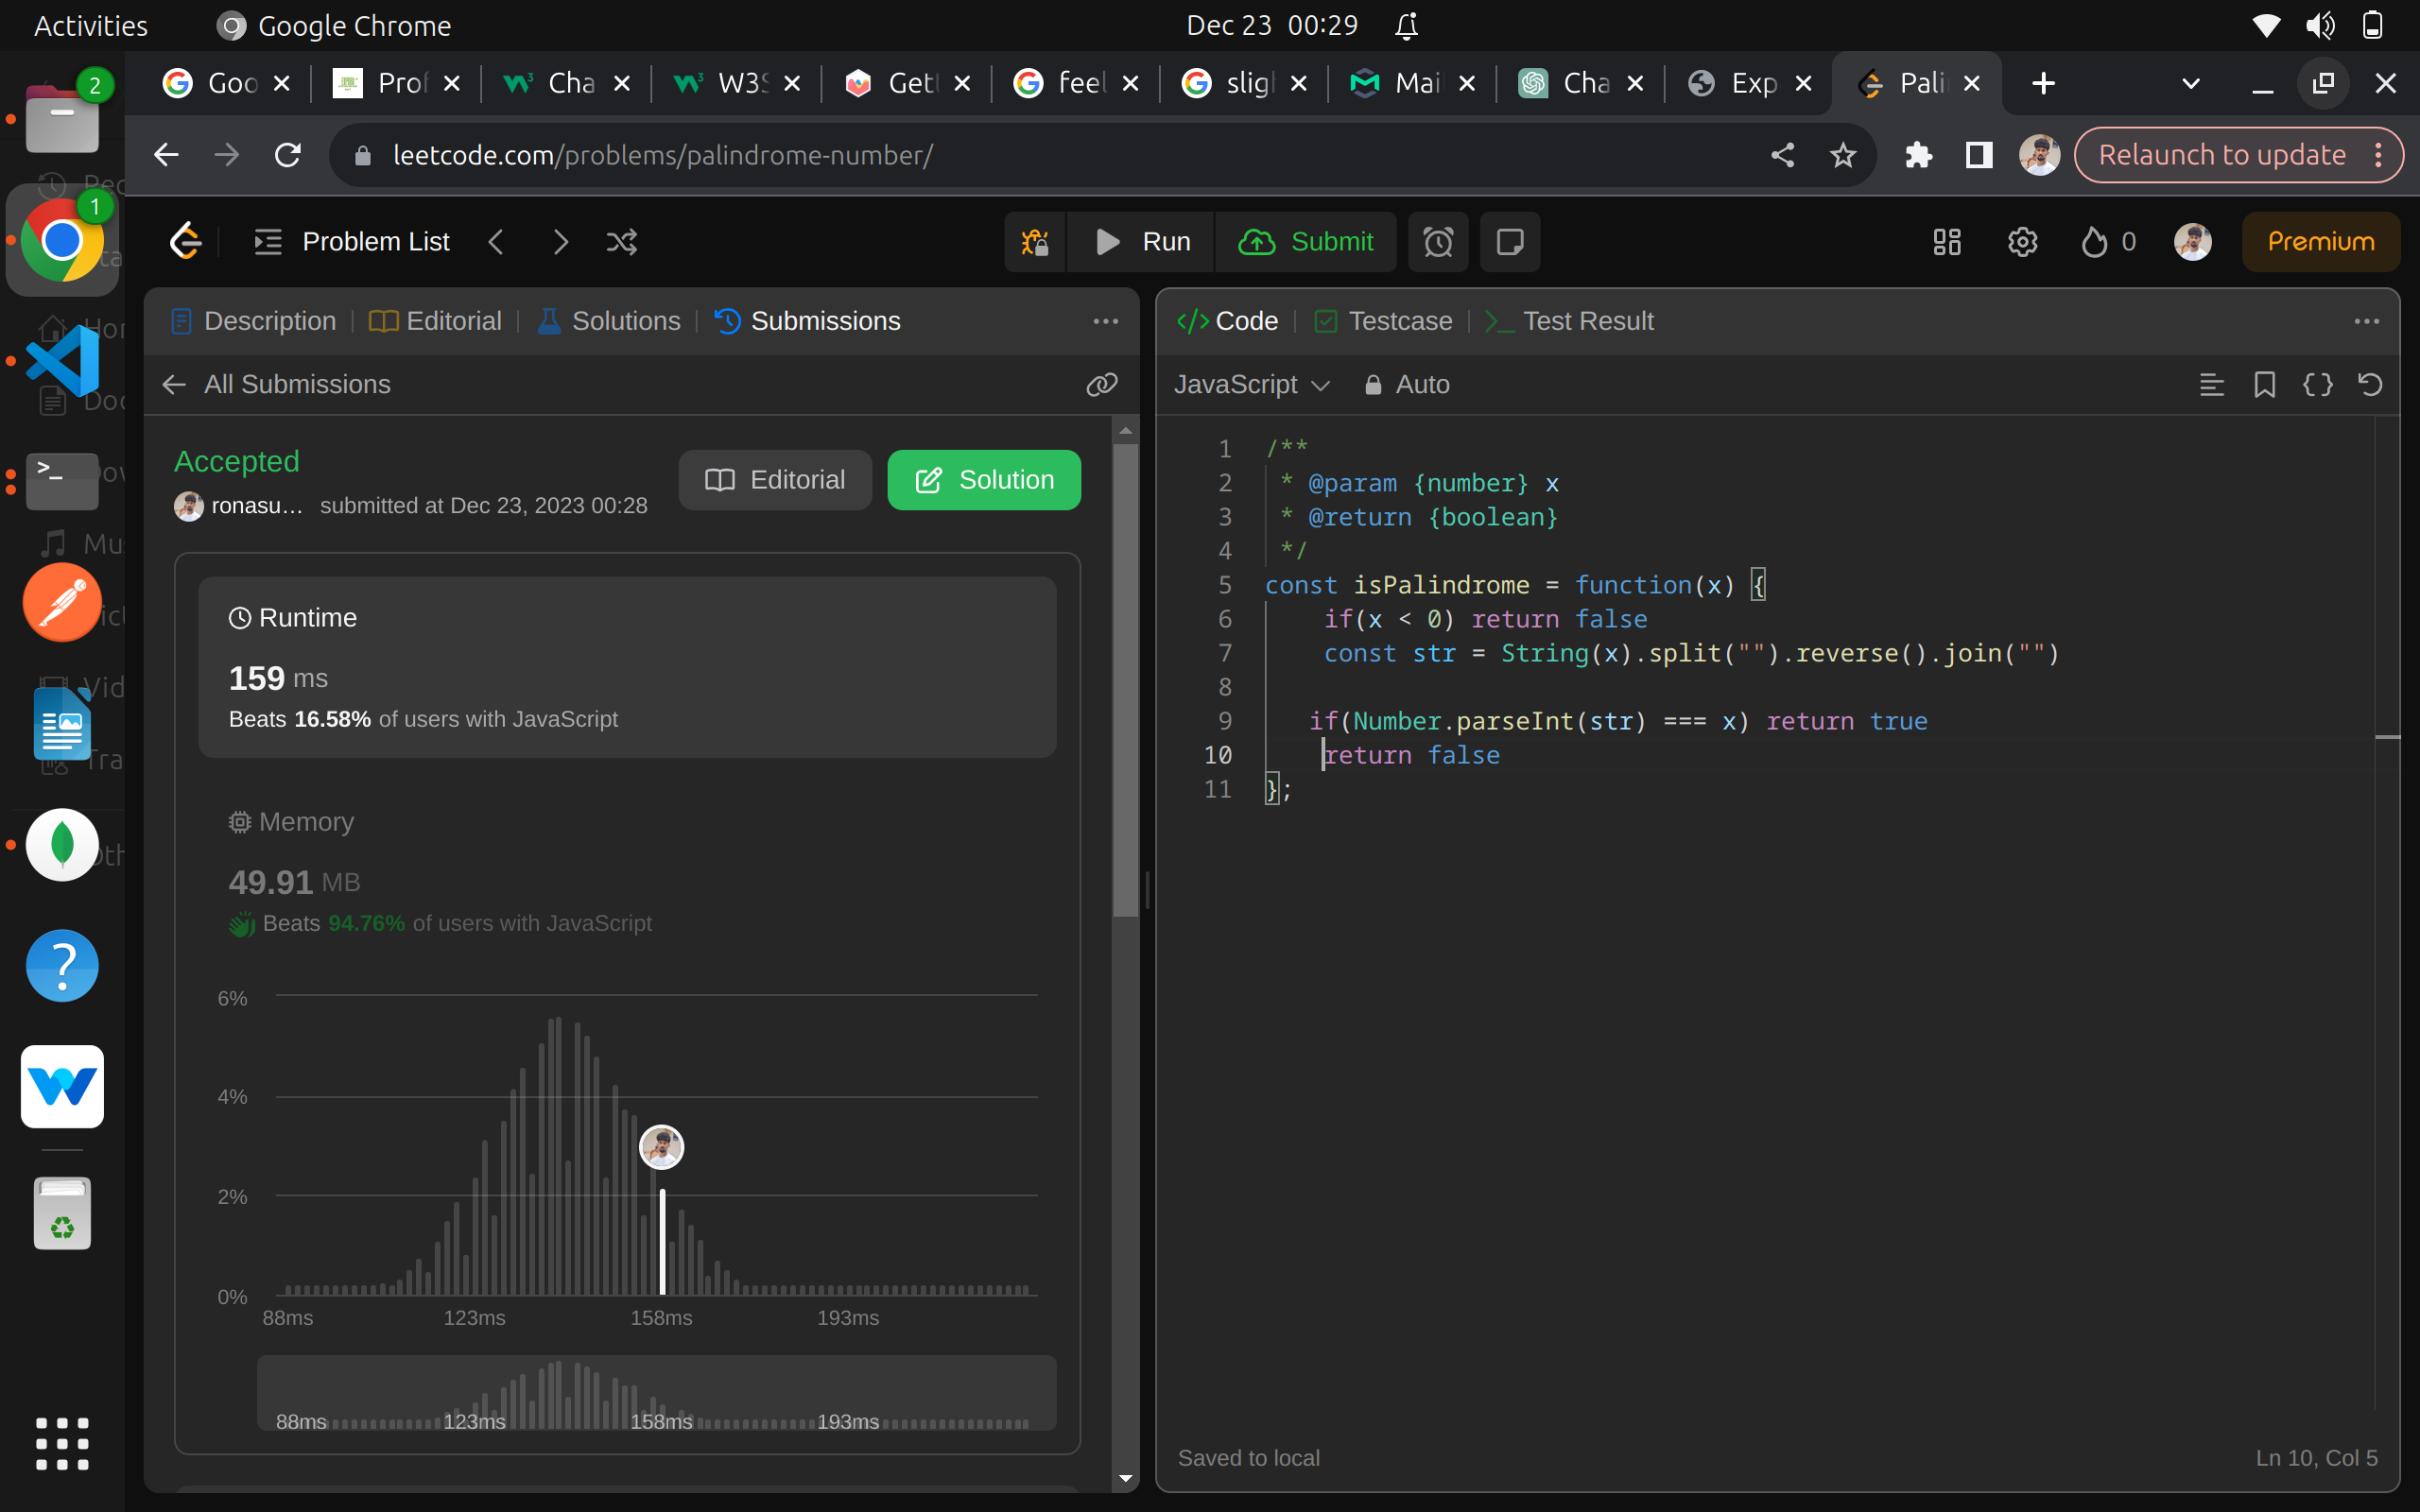 Activities Google Chrome Dec 23 00:29
2
1
Goo Prof Cha W3S Get feel sligh Mail Cha Exp Pali
leetcode.com/problems/palindrome-number/ Relaunch to update
Problem List Run Submit 0 Premium
Description Editorial Solutions Submissions
All Submissions
Accepted
ronasu... submitted at Dec 23, 2023 00:28
Editorial Solution
Runtime
159 ms
Beats 16.58% of users with JavaScript
Memory
49.91 MB
Beats 94.76% of users with JavaScript
6%
4%
2%
0%
88ms 123ms 158ms 193ms
88ms 123ms 158ms 193ms
</> Code Testcase Test Result
JavaScript Auto
1 /**
2 * @param {number} x
3 * @return {boolean}
4 */
5 const isPalindrome = function(x) {
6 if(x < 0) return false
7 const str = String(x).split("").reverse().join("")
8
9 if(Number.parseInt(str) === x) return true
10 return false
11 };
Saved to local Ln 10, Col 5